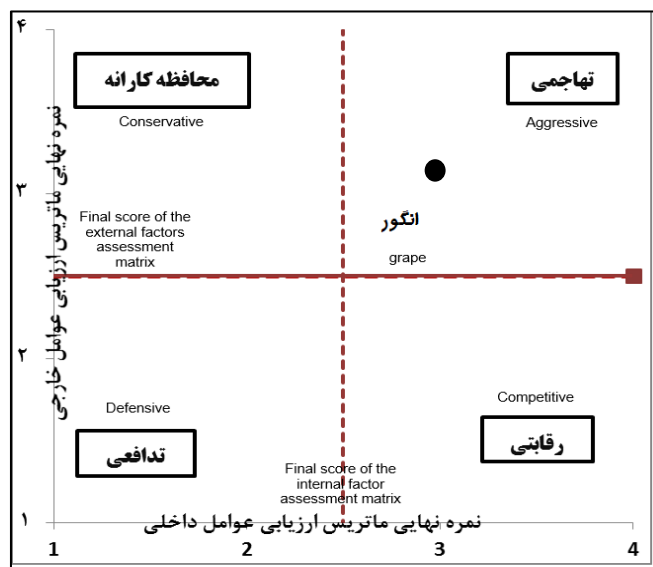 ۴
محافظه کارانه
تهاجمی
Conservative
Aggressive
۳
انگور
grape
Final score of the
external factors
assessment
matrix
نمره نهایی ماتریس ارزیابی عوامل خارجی
۲
Defensive
Competitive
تدافعی
رقابتی
Final score of the
internal factor
assessment matrix
۱
نمره نهایی ماتریس ارزیابی عوامل داخلی
1 2 3 4